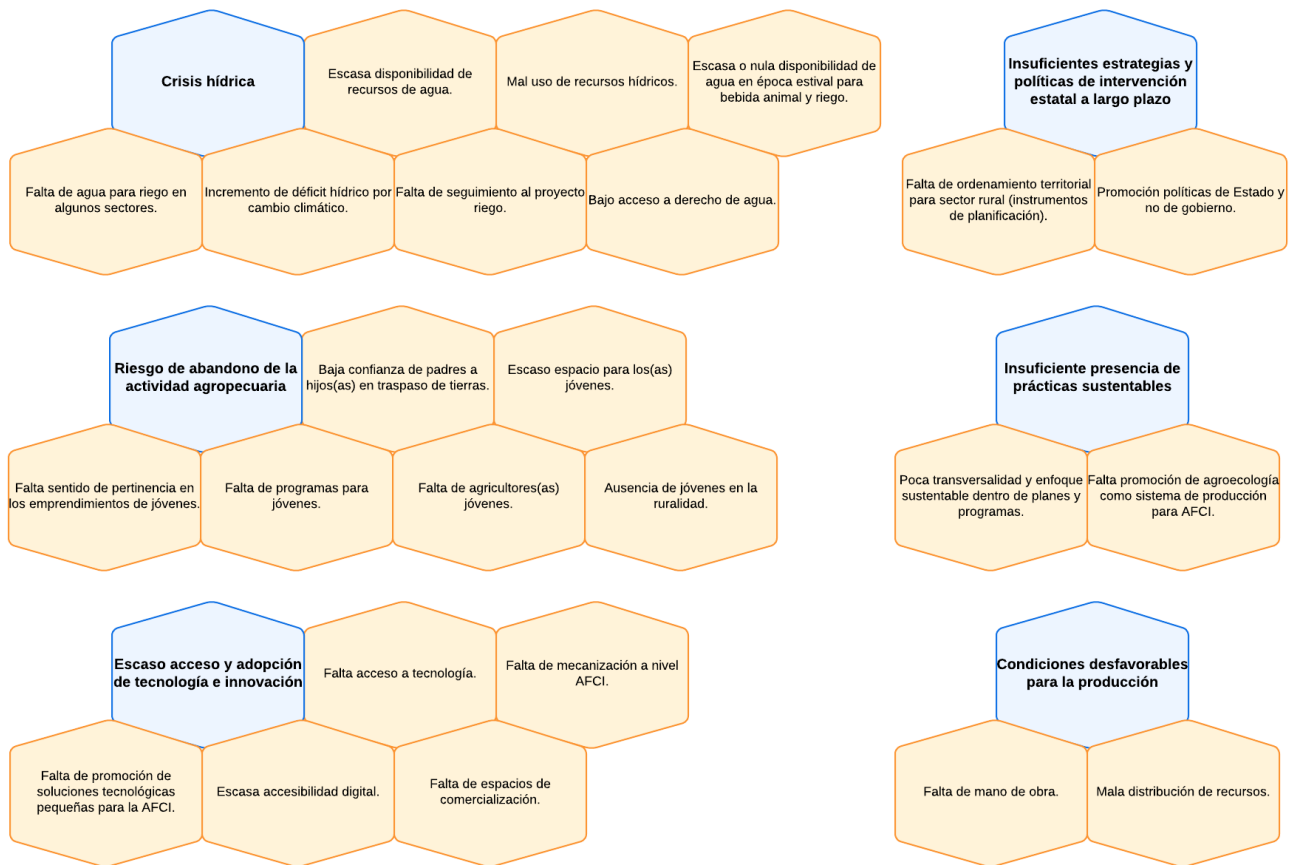 Crisis hídrica
Escasa disponibilidad de
recursos de agua.
Mal uso de recursos hídricos.
Escasa o nula disponibilidad de
agua en época estival para
bebida animal y riego.
Falta de agua para riego en
algunos sectores.
Incremento de déficit hídrico por
cambio climático.
Falta de seguimiento al proyecto
riego.
Bajo acceso a derecho de agua.
Insuficientes estrategias y
políticas de intervención
estatal a largo plazo
Falta de ordenamiento territorial
para sector rural (instrumentos
de planificación).
Promoción políticas de Estado y
no de gobierno.
Riesgo de abandono de la
actividad agropecuaria
Baja confianza de padres a
hijos(as) en traspaso de tierras.
Escaso espacio para los(as)
jóvenes.
Falta sentido de pertinencia en
los emprendimientos de jóvenes.
Falta de programas para
jóvenes.
Falta de agricultores(as)
jóvenes.
Ausencia de jóvenes en la
ruralidad.
Insuficiente presencia de
prácticas sustentables
Poca transversalidad y enfoque
sustentable dentro de planes y
programas.
Falta promoción de agroecología
como sistema de producción
para AFCI.
Escaso acceso y adopción
de tecnología e innovación
Falta acceso a tecnología.
Falta de mecanización a nivel
AFCI.
Falta de promoción de
soluciones tecnológicas
pequeñas para la AFCI.
Escasa accesibilidad digital.
Falta de espacios de
comercialización.
Condiciones desfavorables
para la producción
Falta de mano de obra.
Mala distribución de recursos.